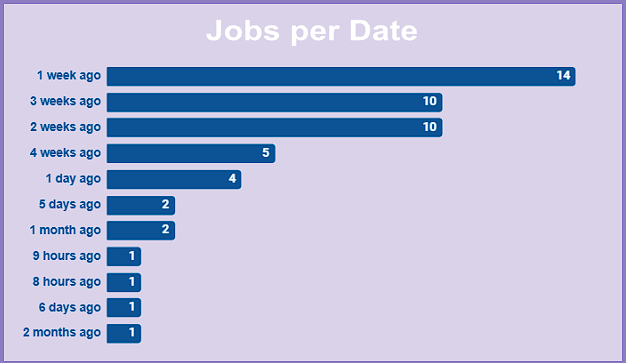 Jobs per Date
1 week ago 14
3 weeks ago 10
2 weeks ago 10
4 weeks ago 5
1 day ago 4
5 days ago 2
1 month ago 2
9 hours ago 1
8 hours ago 1
6 days ago 1
2 months ago 1